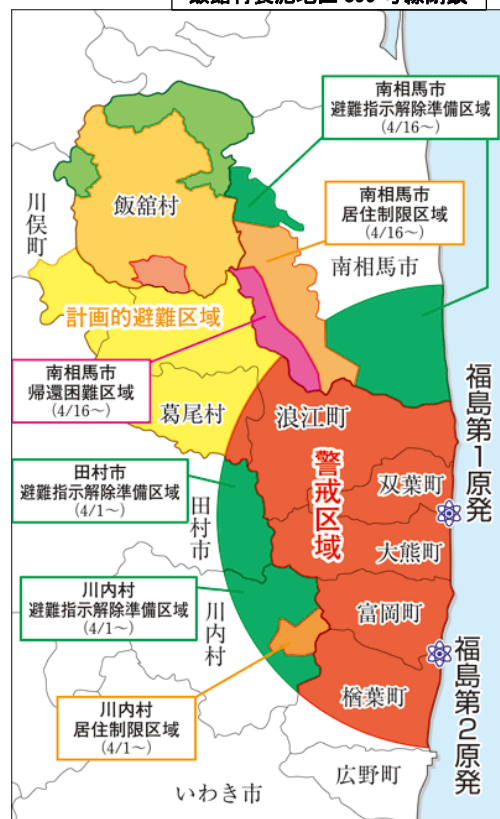 南相馬市
避難指示解除準備区域
(4/16~)
飯舘村
川俣町
南相馬市
居住制限区域
(4/16~)
南相馬市
計画的避難区域
南相馬市
帰還困難区域
(4/16~)
葛尾村
浪江町
福島第1原発
警戒区域
双葉町
田村市
避難指示解除準備区域
(4/1~)
田村市
大熊町
川内村
避難指示解除準備区域
(4/1~)
川内村
富岡町
福島第2原発
楢葉町
川内村
居住制限区域
(4/1~)
広野町
いわき市